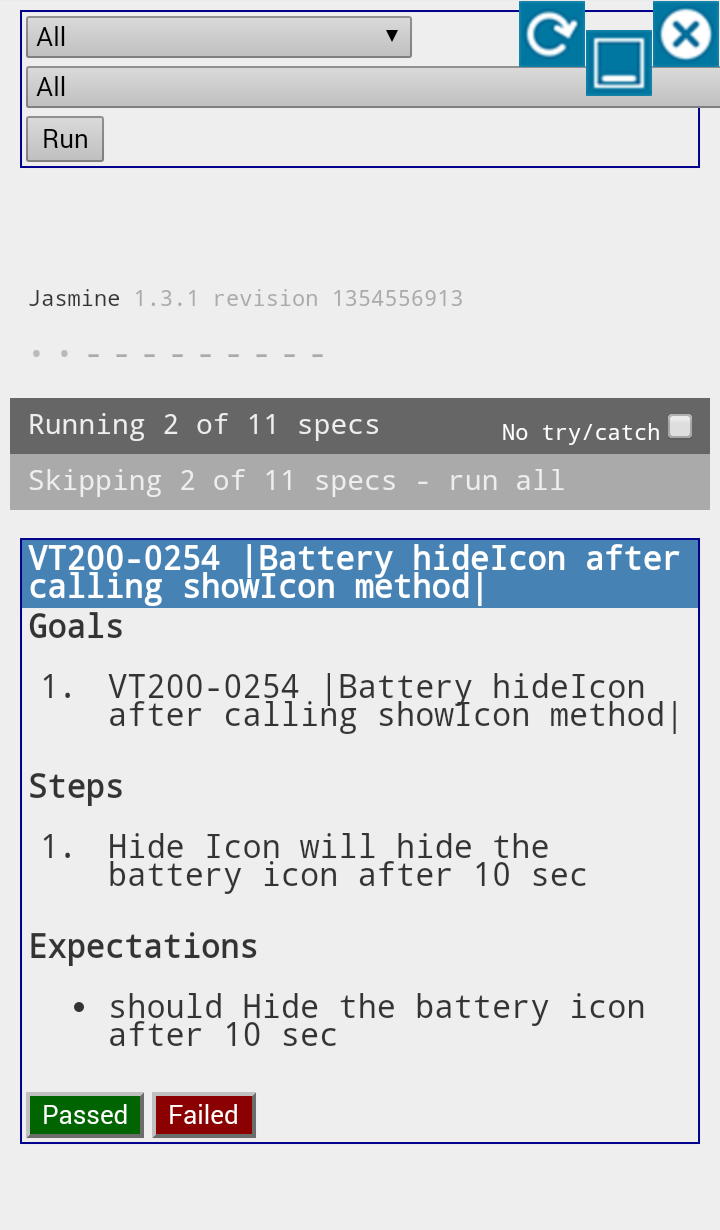 All ▼
All
Run
Jasmine 1.3.1 revision 1354556913
• • - - - - - - - - -
Running 2 of 11 specs No try/catch
Skipping 2 of 11 specs - run all
VT200-0254 |Battery hideIcon after
calling showIcon method|
Goals
1. VT200-0254 |Battery hideIcon
after calling showIcon method|
Steps
1. Hide Icon will hide the
battery icon after 10 sec
Expectations
• should Hide the battery icon
after 10 sec
Passed Failed